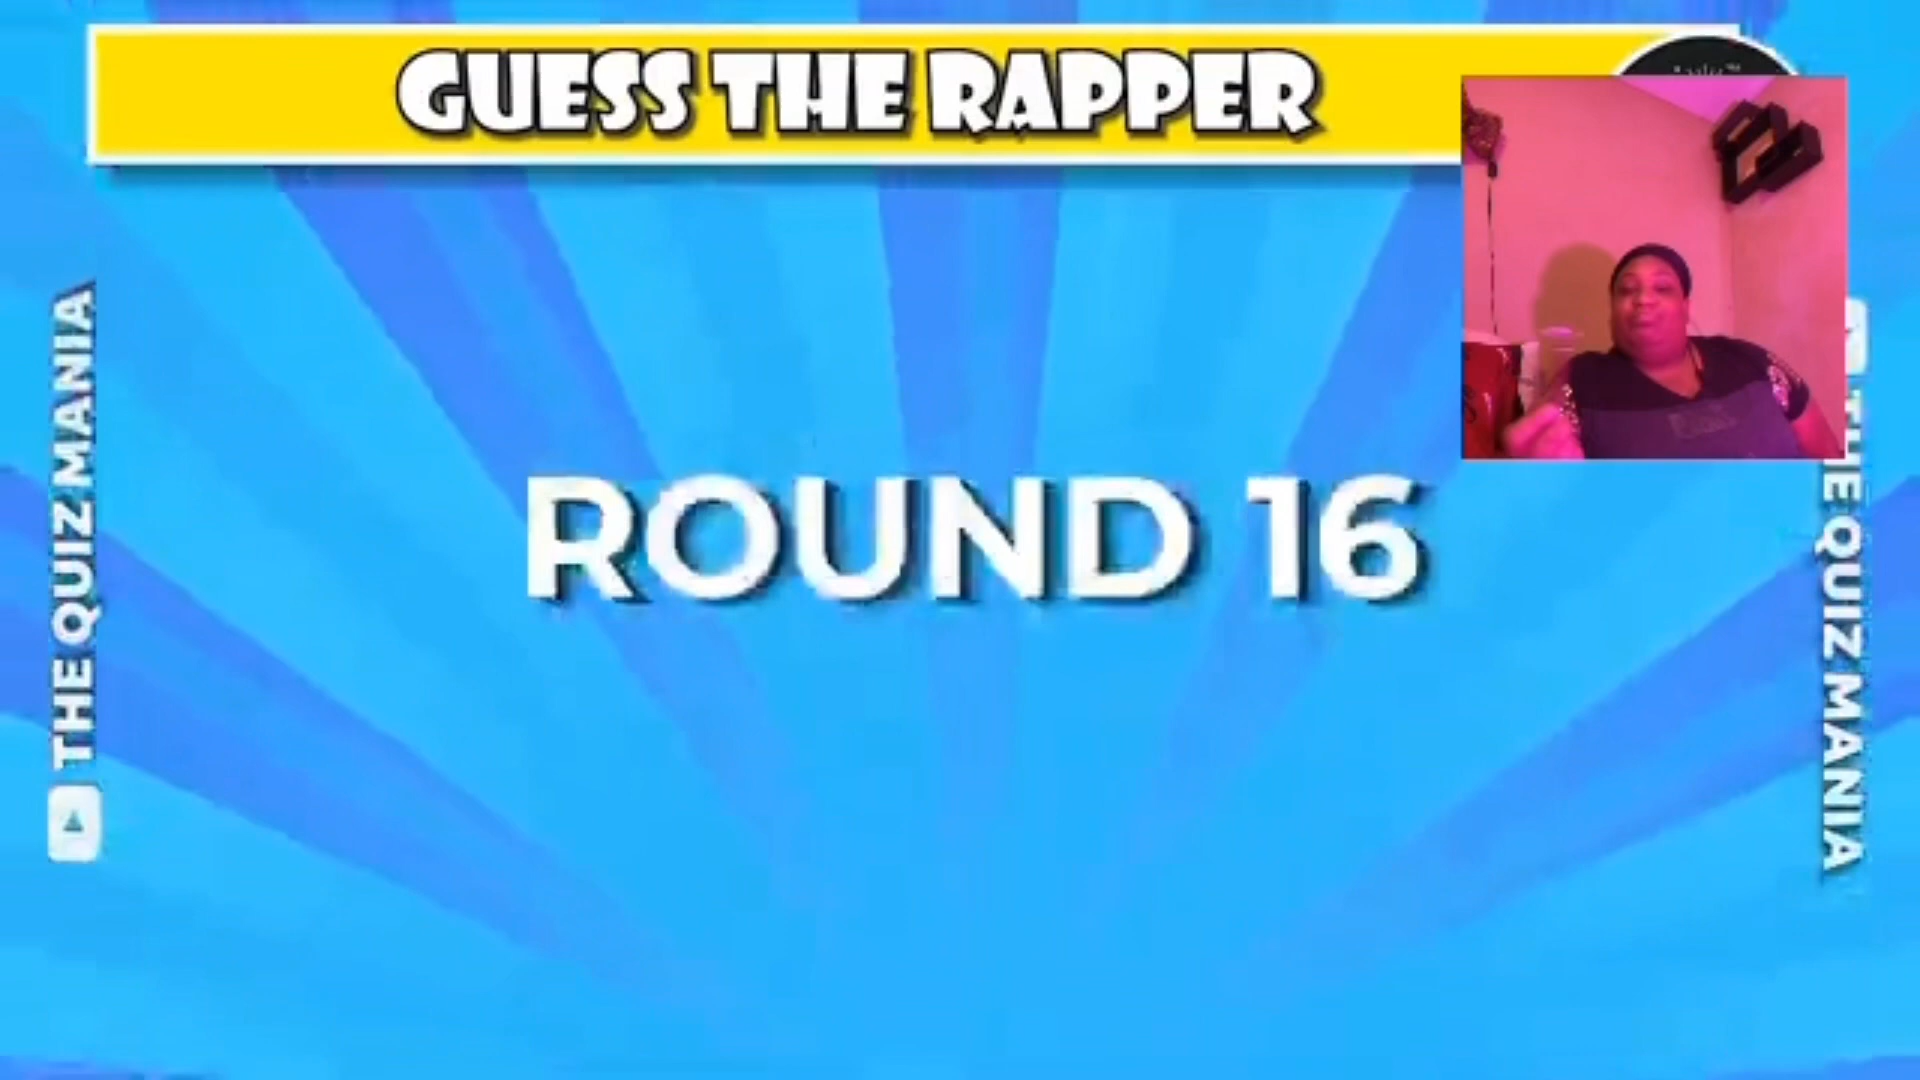 GUESS THE RAPPER
ROUND 16
THE QUIZ MANIA
THE QUIZ MANIA